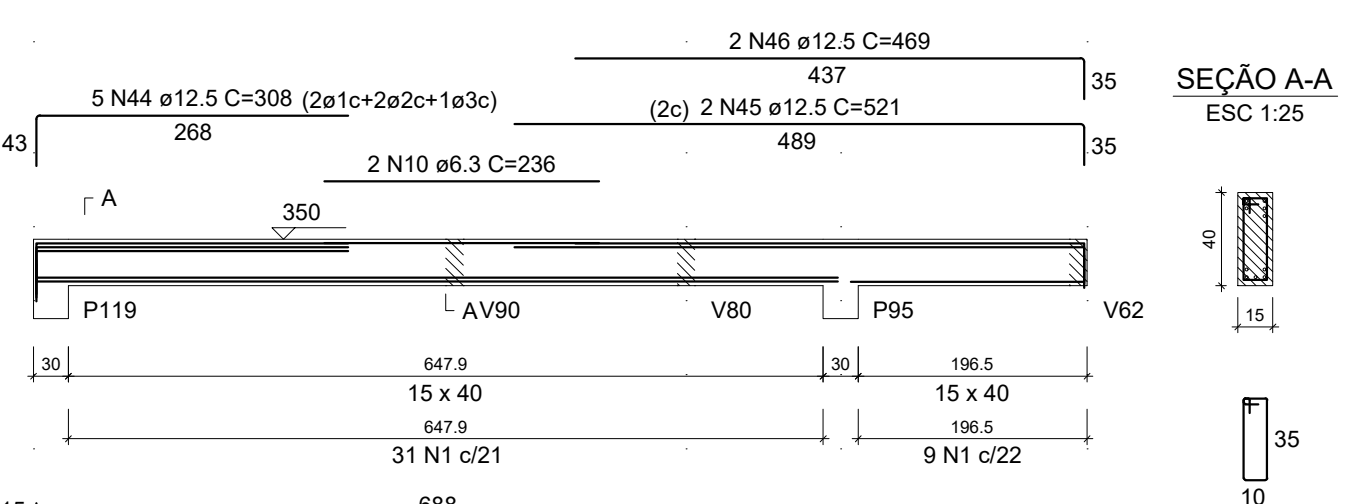 2 N46 ø12.5 C=469
437
35
SEÇÃO A-A
ESC 1:25
5 N44 ø12.5 C=308 (2ø1c+2ø2c+1ø3c)
268
43
(2c) 2 N45 ø12.5 C=521
489
35
2 N10 ø6.3 C=236
A
350
40
15
P119
A
V90
V80
P95
V62
30
647.9
30
196.5
15 x 40
15 x 40
647.9
196.5
31 N1 c/21
9 N1 c/22
35
10